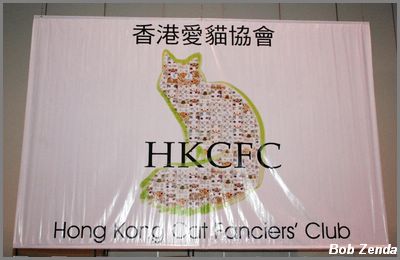 香港愛貓協會
HKCFC
Hong Kong Cat Fanciers' Club
Bob Zenda